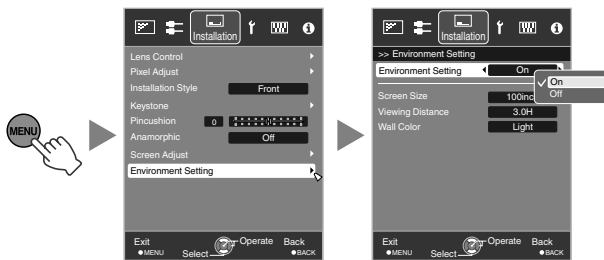 MENU
Installation
Lens Control
Pixel Adjust
Installation Style Front
Keystone
Pincushion 0
Anamorphic Off
Screen Adjust
Environment Setting
Exit Operate Back
MENU Select BACK
Installation
>> Environment Setting
Environment Setting On
On
Off
Screen Size 100inc
Viewing Distance 3.0H
Wall Color Light
Exit Operate Back
MENU Select BACK